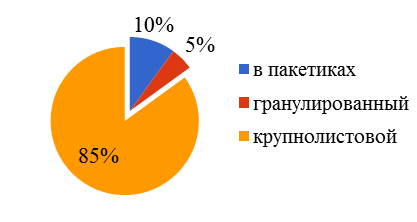 10%
5%
85%
в пакетиках
гранулированный
крупнолистовой